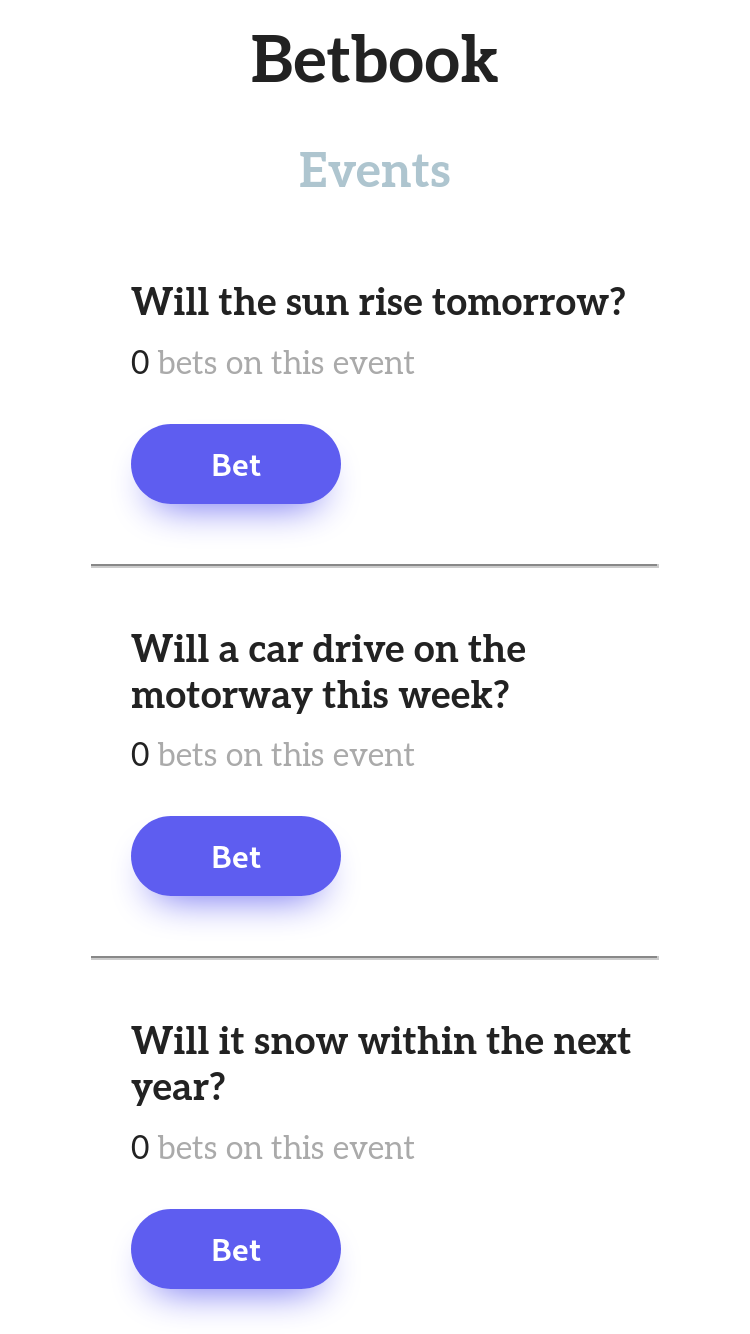 Betbook
Events
Will the sun rise tomorrow?
0 bets on this event
Bet
Will a car drive on the
motorway this week?
0 bets on this event
Bet
Will it snow within the next
year?
0 bets on this event
Bet